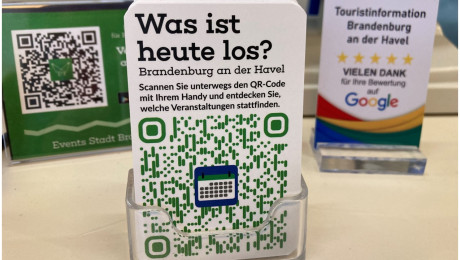 Was ist
heute los?
Brandenburg an der Havel
Scannen Sie unterwegs den QR-Code
mit Ihrem Handy und entdecken Sie,
welche Veranstaltungen stattfinden.
Events Stadt Bra
Touristinformation
Brandenburg
an der Havel
VIELEN DANK
für Ihre Bewertung
auf
Google